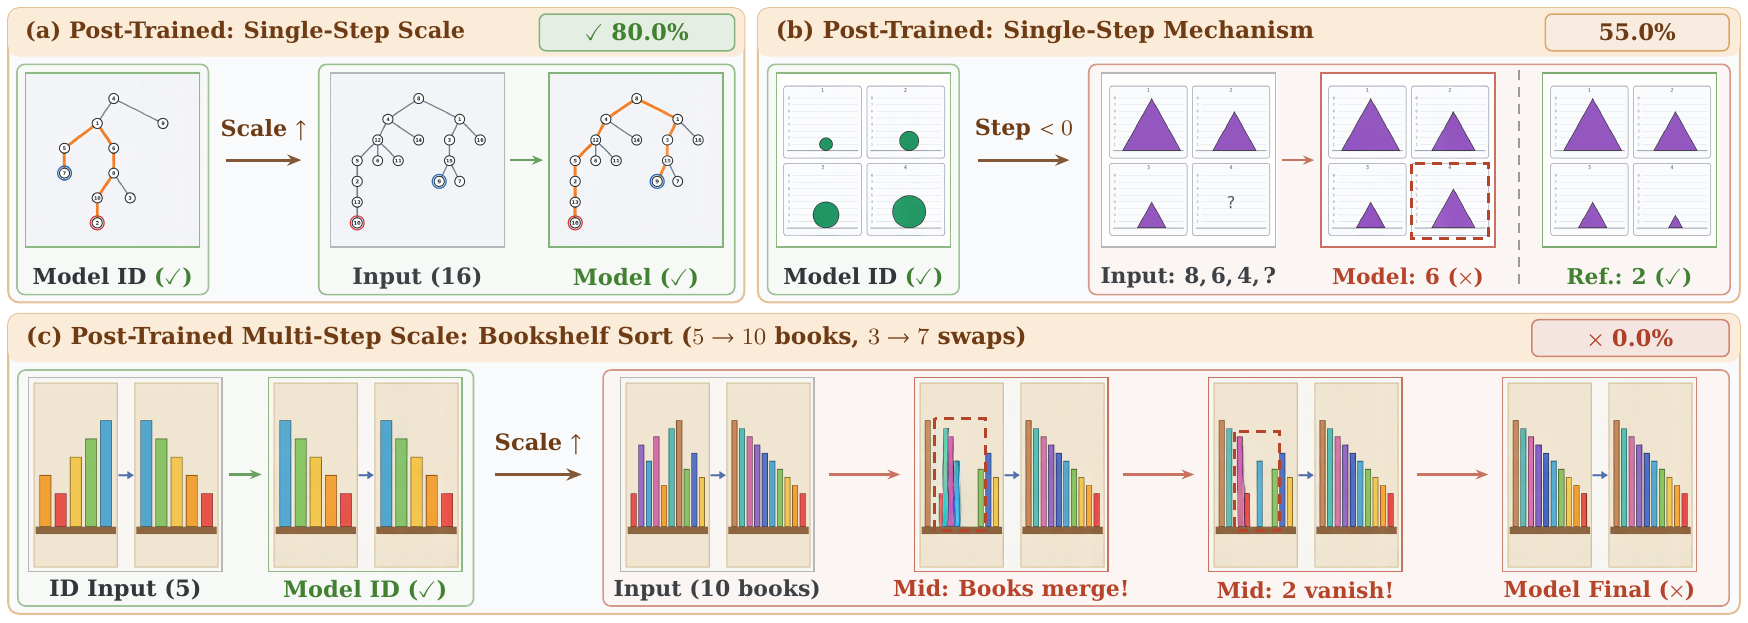 (a) Post-Trained: Single-Step Scale
✓ 80.0%
Scale ↑
Model ID (✓)
Input (16)
Model (✓)
(b) Post-Trained: Single-Step Mechanism
55.0%
Step < 0
?
Model ID (✓)
Input: 8, 6, 4, ?
Model: 6 (×)
Ref.: 2 (✓)
(c) Post-Trained Multi-Step Scale: Bookshelf Sort (5 → 10 books, 3 → 7 swaps)
× 0.0%
Scale ↑
ID Input (5)
Model ID (✓)
Input (10 books)
Mid: Books merge!
Mid: 2 vanish!
Model Final (×)